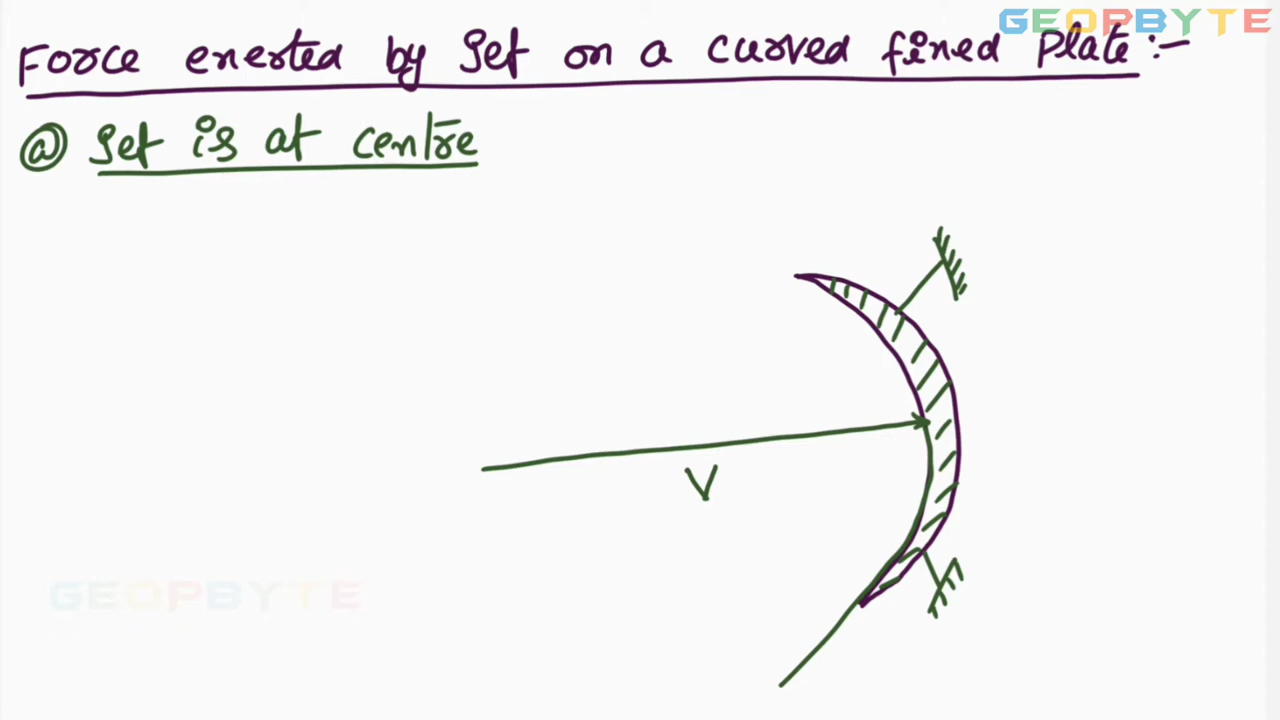 GEOPBYTE
Force exerted by Jet on a curved fixed plate :-
(a) Jet is at centre
V
GEOPBYTE